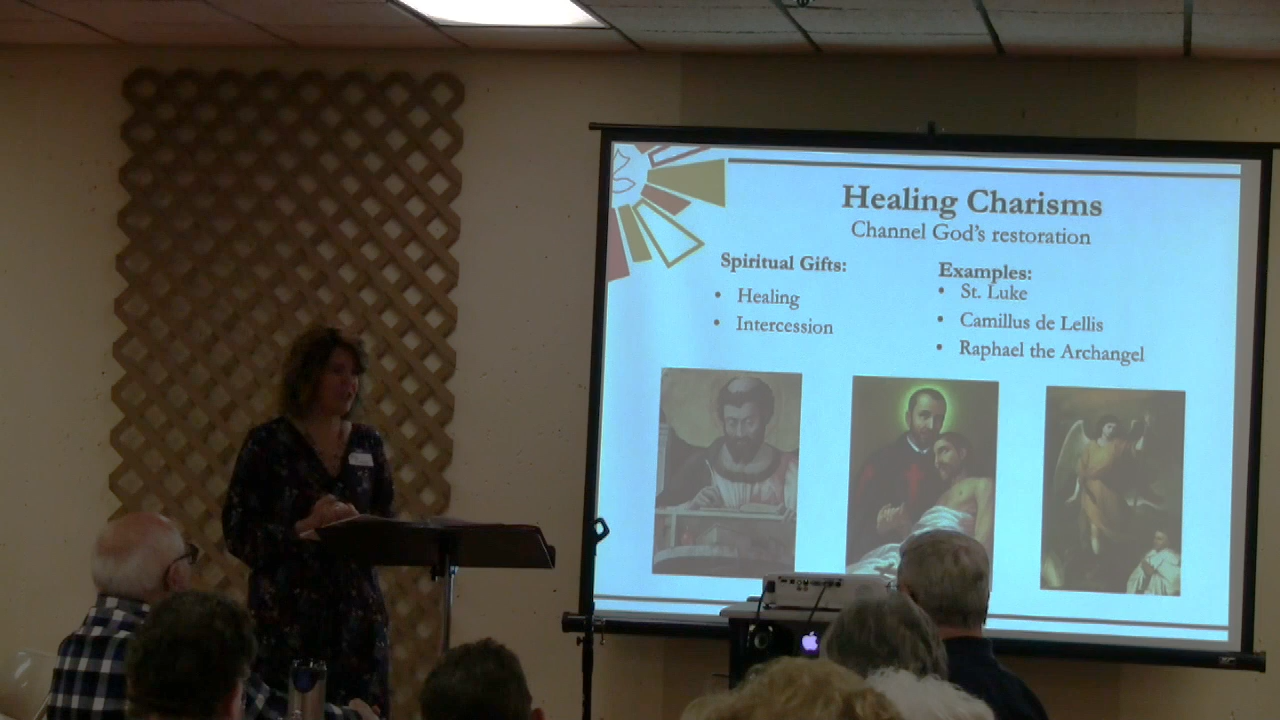 Healing Charisms
Channel God's restoration
Spiritual Gifts:
• Healing
• Intercession
Examples:
• St. Luke
• Camillus de Lellis
• Raphael the Archangel